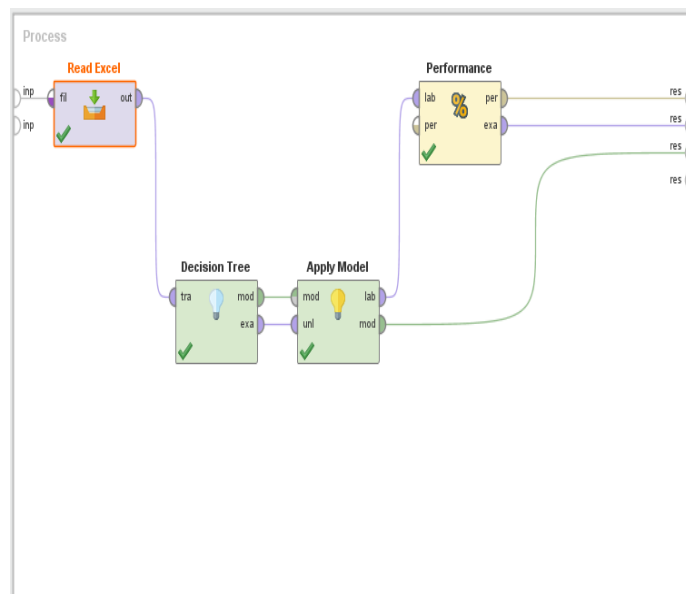 Process
Read Excel
Performance
inp
fil
out
lab
per
res
inp
per
exa
res
res
res
Decision Tree
Apply Model
tra
mod
mod
lab
exa
unl
mod